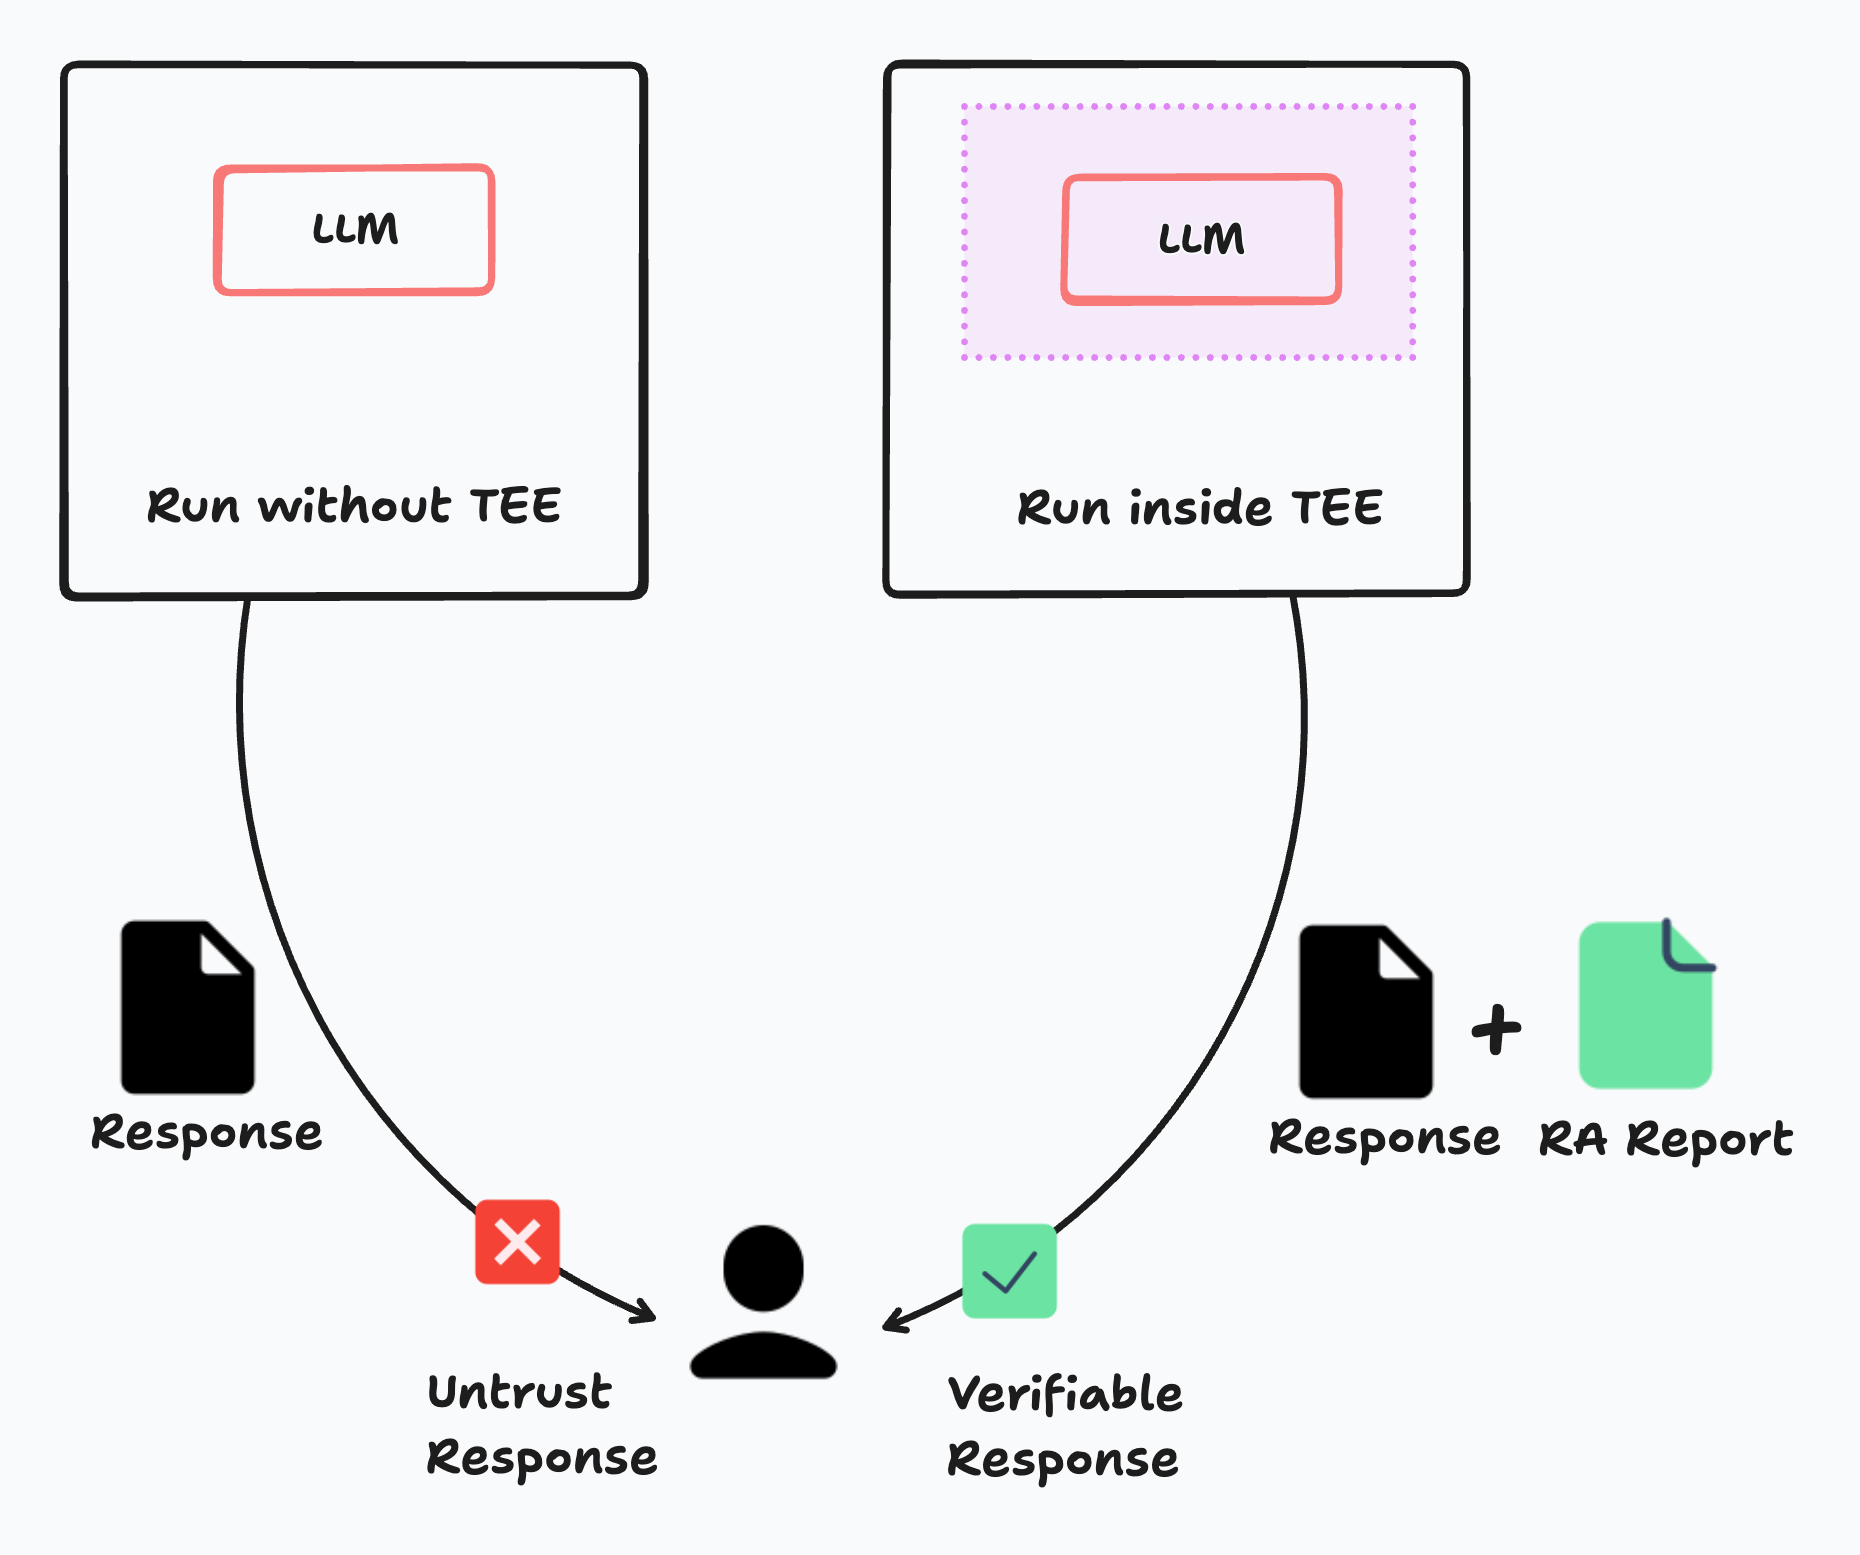 LLM
LLM
Run without TEE
Run inside TEE
Response
Response
+
RA Report
Untrust
Response
Verifiable
Response